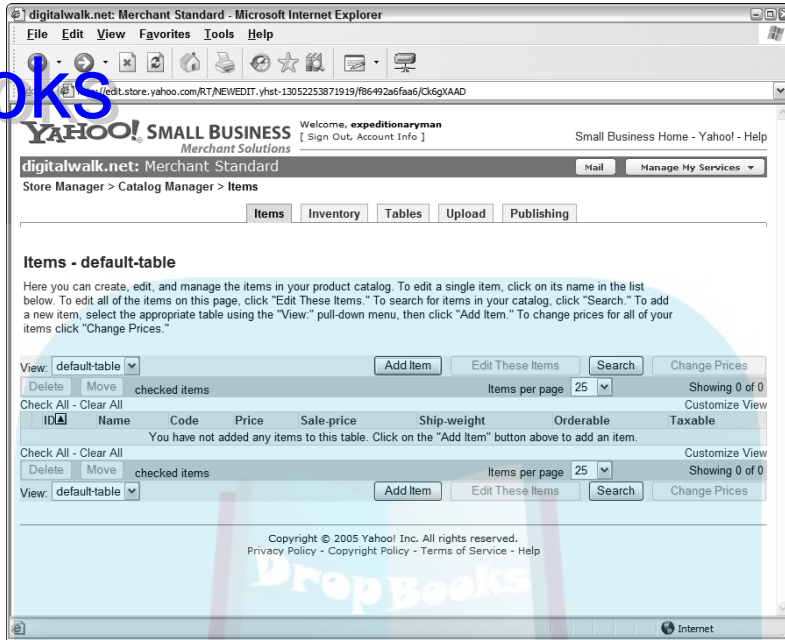 digitalwalk.net: Merchant Standard - Microsoft Internet Explorer
File Edit View Favorites Tools Help
oks
//edit.store.yahoo.com/RT/NEWEDIT.yhst-13052253871919/f86492a6faa6/Ck6gXAAD
YAHOO! SMALL BUSINESS
Merchant Solutions
Welcome, expeditionaryman
[ Sign Out, Account Info ]
Small Business Home - Yahoo! - Help
digitalwalk.net: Merchant Standard
Mail Manage My Services
Store Manager > Catalog Manager > Items
Items Inventory Tables Upload Publishing
Items - default-table
Here you can create, edit, and manage the items in your product catalog. To edit a single item, click on its name in the list
below. To edit all of the items on this page, click "Edit These Items." To search for items in your catalog, click "Search." To add
a new item, select the appropriate table using the "View:" pull-down menu, then click "Add Item." To change prices for all of your
items click "Change Prices."
View: default-table Add Item Edit These Items Search Change Prices
Delete Move checked items Items per page 25 Showing 0 of 0
Check All - Clear All Customize View
ID Name Code Price Sale-price Ship-weight Orderable Taxable
You have not added any items to this table. Click on the "Add Item" button above to add an item.
Check All - Clear All Customize View
Delete Move checked items Items per page 25 Showing 0 of 0
View: default-table Add Item Edit These Items Search Change Prices
Copyright © 2005 Yahoo! Inc. All rights reserved.
Privacy Policy - Copyright Policy - Terms of Service - Help
DropBooks
Internet